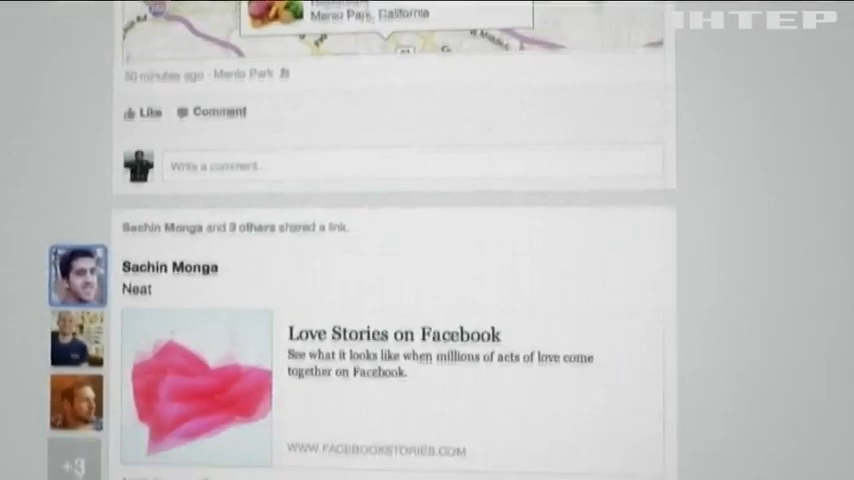 ІНТЕР
Menlo Park, California
50 minutes ago · Menlo Park
Like Comment
Write a comment...
Sachin Monga and 3 others shared a link.
Sachin Monga
Neat
Love Stories on Facebook
See what it looks like when millions of acts of love come
together on Facebook.
WWW.FACEBOOKSTORIES.COM
+3